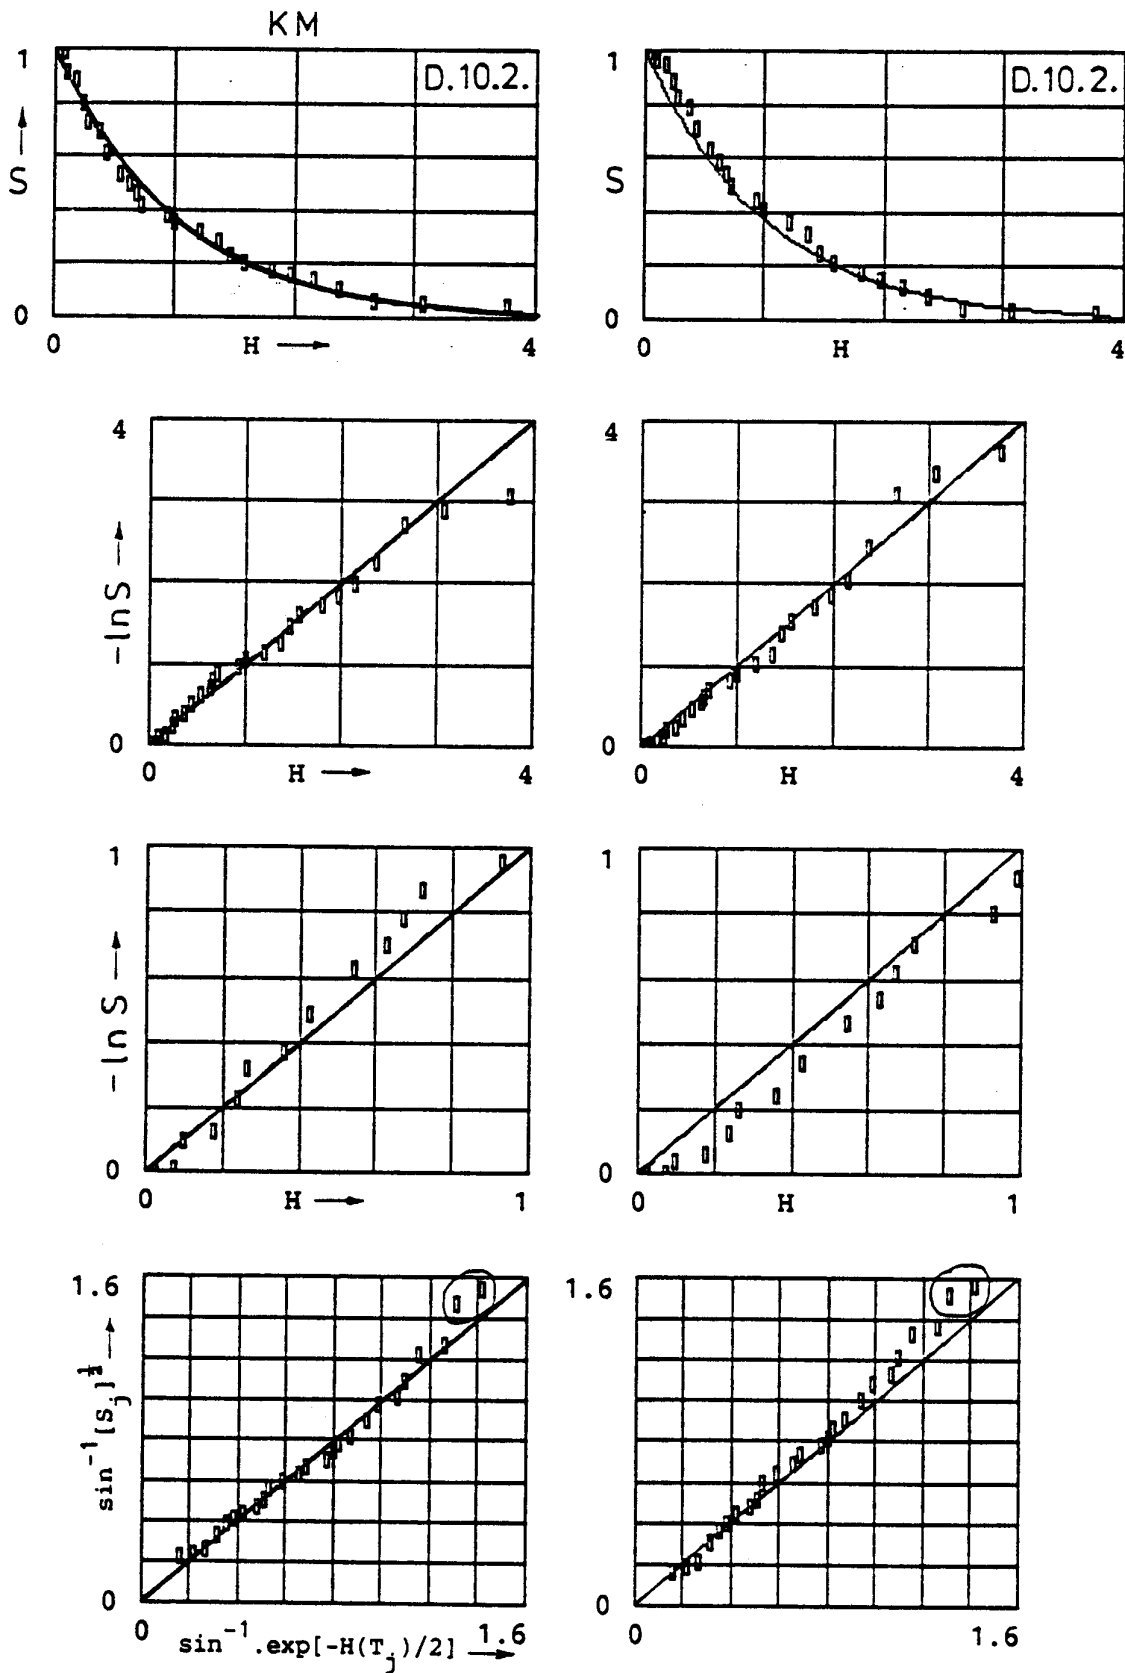 KM
1 D.10.2. 1 D.10.2.
S → S
0 0
0 H → 4 0 H 4
4 4
-ln S →
0 0
0 H → 4 0 H 4
1 1
-ln S →
0 0
0 H → 1 0 H 1
1.6 1.6
sin⁻¹[S_j]^½ →
0 0
0 sin⁻¹.exp[-H(T_j)/2] → 1.6 0 1.6